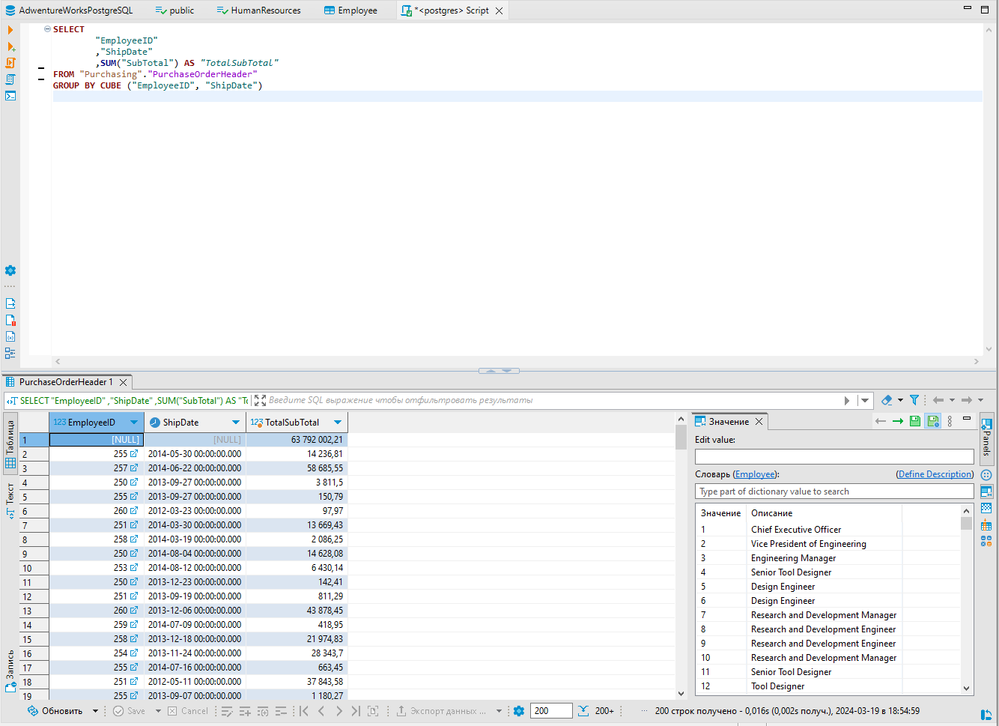 AdwentureWorksPostgreSQL public HumanResources Employee *<postgres> Script
SELECT
"EmployeeID"
,"ShipDate"
,SUM("SubTotal") AS "TotalSubTotal"
FROM "Purchasing"."PurchaseOrderHeader"
GROUP BY CUBE ("EmployeeID", "ShipDate")
PurchaseOrderHeader 1
SELECT "EmployeeID" ,"ShipDate" ,SUM("SubTotal") AS "To Введите SQL выражение чтобы отфильтровать результаты
Таблица
Текст
Запись
123 EmployeeID ShipDate 123 TotalSubTotal
1 [NULL] [NULL] 63 792 002,21
2 255 2014-05-30 00:00:00.000 14 236,81
3 257 2014-06-22 00:00:00.000 58 685,55
4 250 2013-09-27 00:00:00.000 3 811,5
5 255 2013-09-27 00:00:00.000 150,79
6 260 2012-03-23 00:00:00.000 97,97
7 251 2014-03-30 00:00:00.000 13 669,43
8 258 2014-03-19 00:00:00.000 2 086,25
9 250 2014-08-04 00:00:00.000 14 628,08
10 253 2014-08-12 00:00:00.000 6 430,14
11 250 2013-12-23 00:00:00.000 142,41
12 251 2013-09-19 00:00:00.000 811,29
13 260 2013-12-06 00:00:00.000 43 878,45
14 259 2014-07-09 00:00:00.000 418,95
15 258 2013-12-18 00:00:00.000 21 974,83
16 254 2013-11-24 00:00:00.000 28 343,7
17 255 2014-07-16 00:00:00.000 663,45
18 251 2012-05-11 00:00:00.000 37 843,58
19 255 2013-09-07 00:00:00.000 1 180,27
Значение
Edit value:
Словарь (Employee): (Define Description)
Type part of dictionary value to search
Значение Описание
1 Chief Executive Officer
2 Vice President of Engineering
3 Engineering Manager
4 Senior Tool Designer
5 Design Engineer
6 Design Engineer
7 Research and Development Manager
8 Research and Development Engineer
9 Research and Development Engineer
10 Research and Development Manager
11 Senior Tool Designer
12 Tool Designer
Panels
Обновить Save Cancel Экспорт данных ... 200 200+ ... 200 строк получено - 0,016s (0,002s получ.), 2024-03-19 в 18:54:59